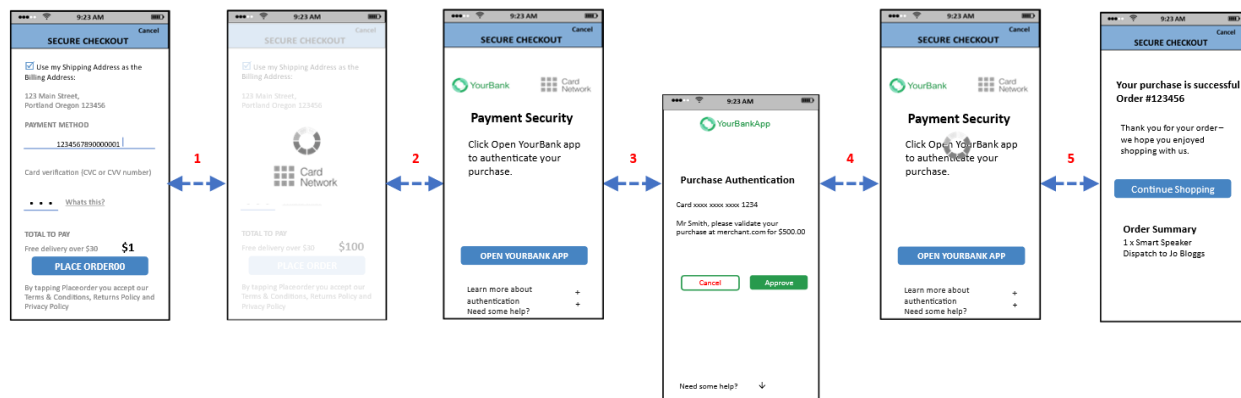 9:23 AM
Cancel
SECURE CHECKOUT
Use my Shipping Address as the
Billing Address:
123 Main Street,
Portland Oregon 123456
PAYMENT METHOD
1234567890000001
Card verification (CVC or CVV number)
Whats this?
TOTAL TO PAY
Free delivery over $30 $1
PLACE ORDER00
By tapping Placeorder you accept our
Terms & Conditions, Returns Policy and
Privacy Policy
1
9:23 AM
Cancel
SECURE CHECKOUT
Use my Shipping Address as the
Billing Address:
123 Main Street,
Portland Oregon 123456
Card
Network
TOTAL TO PAY
Free delivery over $30 $100
PLACE ORDER
By tapping Placeorder you accept our
Terms & Conditions, Returns Policy and
Privacy Policy
2
9:23 AM
Cancel
SECURE CHECKOUT
YourBank
Card
Network
Payment Security
Click Open YourBank app
to authenticate your
purchase.
OPEN YOURBANK APP
Learn more about +
authentication
Need some help? +
3
9:23 AM
YourBankApp
Purchase Authentication
Card xxxx xxxx xxxx 1234
Mr Smith, please validate your
purchase at merchant.com for $500.00
Cancel
Approve
Need some help?
4
9:23 AM
Cancel
SECURE CHECKOUT
YourBank
Card
Network
Payment Security
Click Open YourBank app
to authenticate your
purchase.
OPEN YOURBANK APP
Learn more about +
authentication
Need some help? +
5
9:23 AM
Cancel
SECURE CHECKOUT
Your purchase is successful
Order #123456
Thank you for your order –
we hope you enjoyed
shopping with us.
Continue Shopping
Order Summary
1 x Smart Speaker
Dispatch to Jo Bloggs